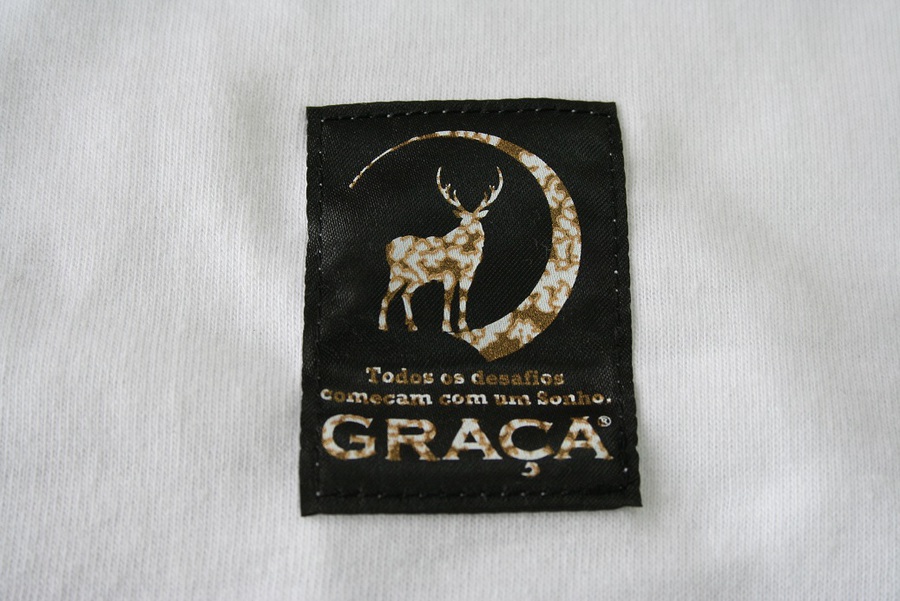 Todos os desafios
comecam com um Sonho.
GRAÇA®